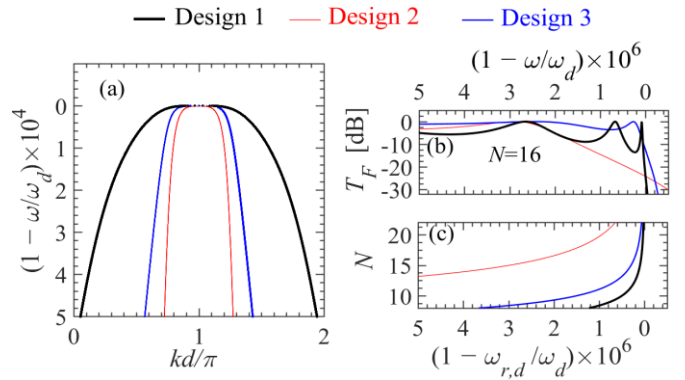 Design 1 Design 2 Design 3
(a)
(1 − ω/ω_d)×10^4
0
1
2
3
4
5
0 1 2
kd/π
(1 − ω/ω_d)×10^6
5 4 3 2 1 0
T_F [dB]
0
-10
-20
-30
(b)
N=16
(c)
N
20
15
10
5 4 3 2 1 0
(1 − ω_{r,d}/ω_d)×10^6